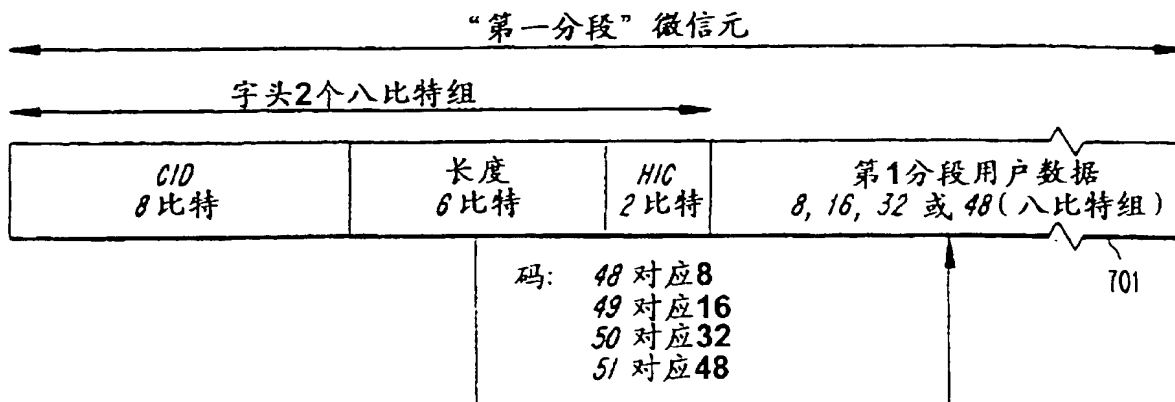 “第一分段”微信元
字头2个八比特组
CID
8比特
长度
6比特
HIC
2比特
第1分段用户数据
8, 16, 32 或 48(八比特组)
701
码: 48 对应8
49 对应16
50 对应32
51 对应48